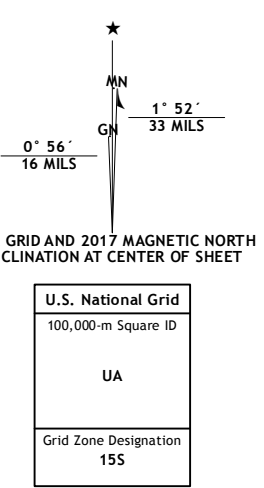 MN
1° 52´
33 MILS
GN
0° 56´
16 MILS
GRID AND 2017 MAGNETIC NORTH
CLINATION AT CENTER OF SHEET
U.S. National Grid
100,000-m Square ID
UA
Grid Zone Designation
15S